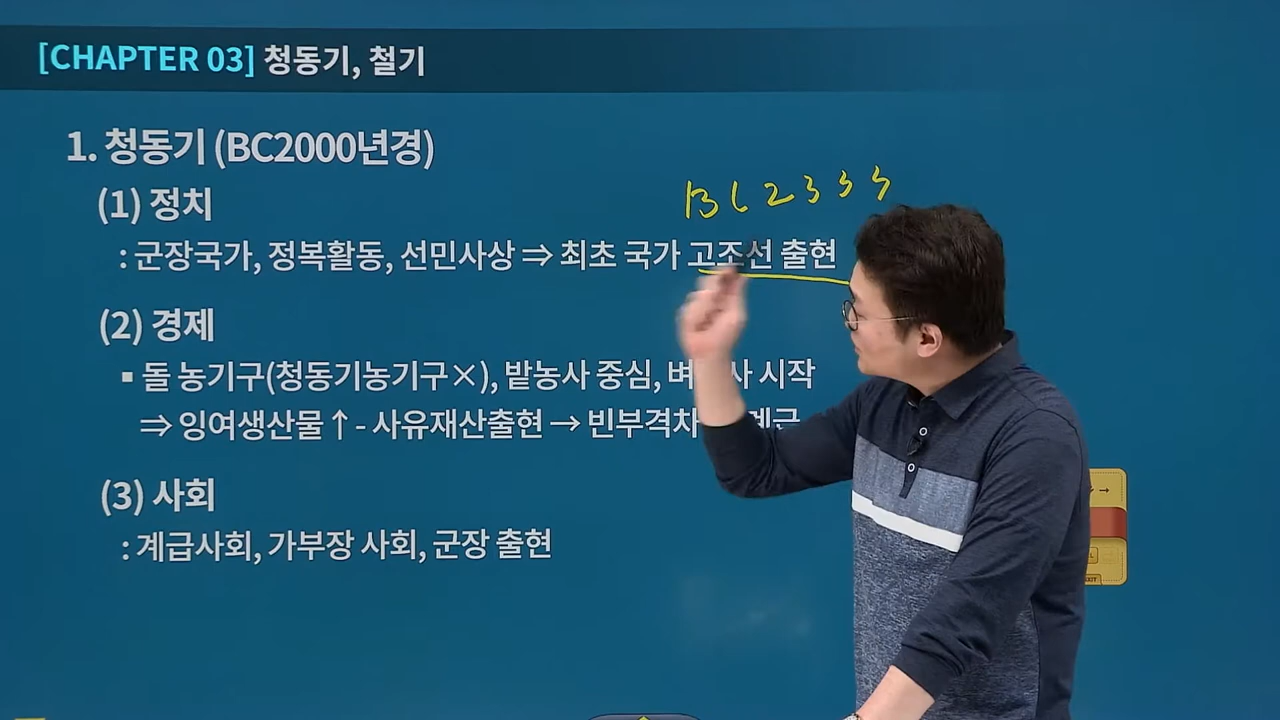 [CHAPTER 03] 청동기, 철기
1. 청동기 (BC2000년경)
(1) 정치
BC 2333
: 군장국가, 정복활동, 선민사상 ⇒ 최초 국가 고조선 출현
(2) 경제
▪ 돌 농기구(청동기농기구×), 밭농사 중심, 시작
⇒ 잉여생산물↑ - 사유재산출현 → 빈부격차
(3) 사회
: 계급사회, 가부장 사회, 군장 출현